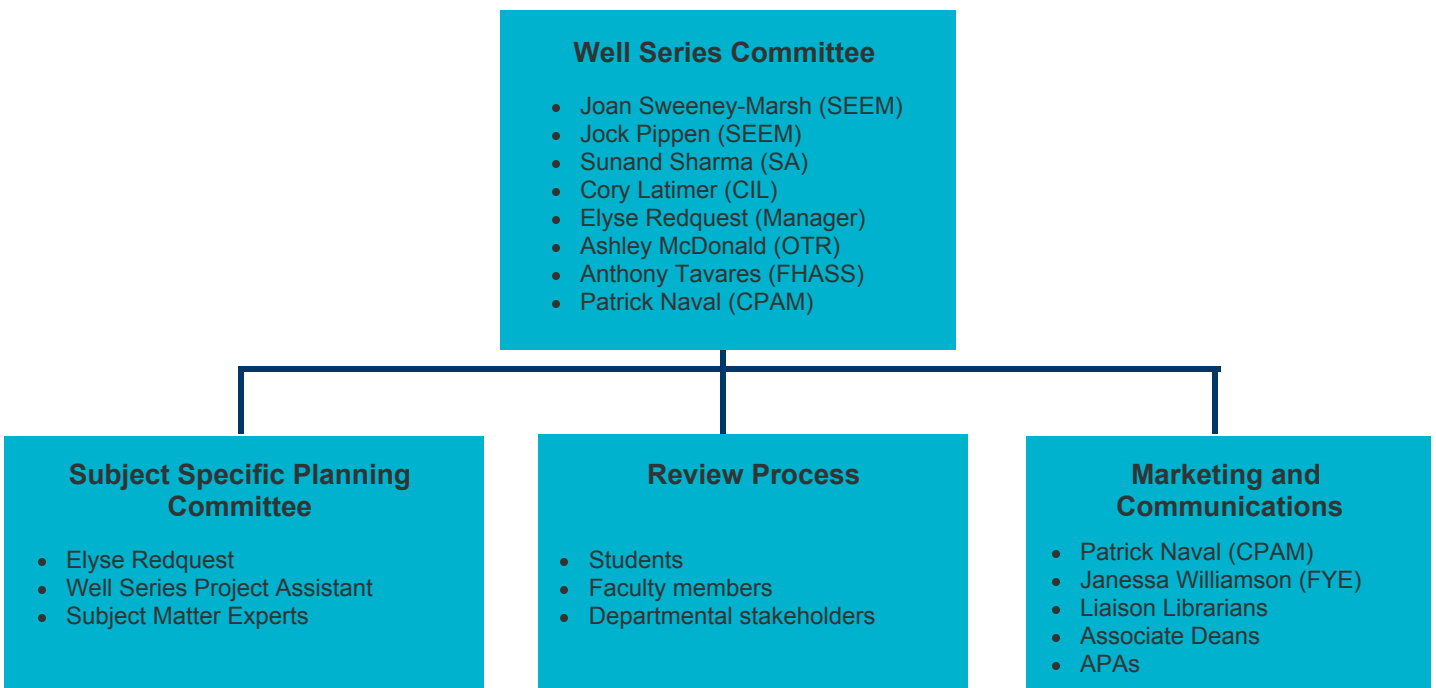 Well Series Committee
• Joan Sweeney-Marsh (SEEM)
• Jock Pippen (SEEM)
• Sunand Sharma (SA)
• Cory Latimer (CIL)
• Elyse Redquest (Manager)
• Ashley McDonald (OTR)
• Anthony Tavares (FHASS)
• Patrick Naval (CPAM)
Subject Specific Planning
Committee
• Elyse Redquest
• Well Series Project Assistant
• Subject Matter Experts
Review Process
• Students
• Faculty members
• Departmental stakeholders
Marketing and
Communications
• Patrick Naval (CPAM)
• Janessa Williamson (FYE)
• Liaison Librarians
• Associate Deans
• APAs